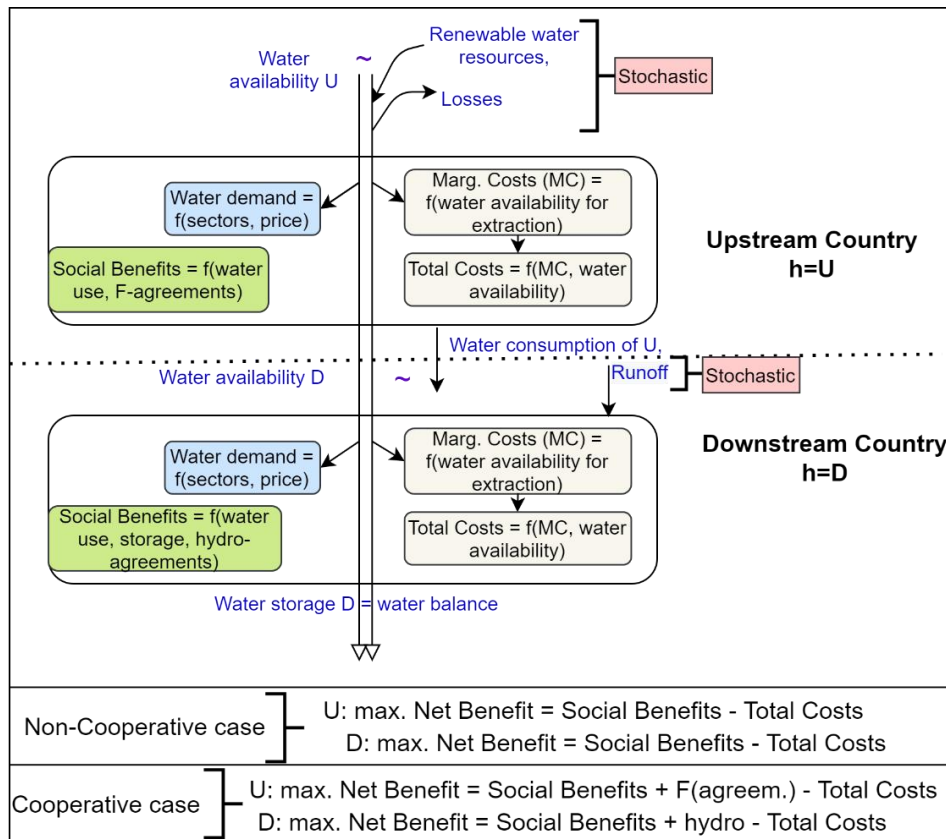 Water
availability U
~
Renewable water
resources,
Losses
Stochastic
Water demand =
f(sectors, price)
Marg. Costs (MC) =
f(water availability for
extraction)
Social Benefits = f(water
use, F-agreements)
Total Costs = f(MC, water
availability)
Upstream Country
h=U
Water consumption of U,
Water availability D
~
Runoff
Stochastic
Water demand =
f(sectors, price)
Marg. Costs (MC) =
f(water availability for
extraction)
Social Benefits = f(water
use, storage, hydro-
agreements)
Total Costs = f(MC, water
availability)
Downstream Country
h=D
Water storage D = water balance
Non-Cooperative case
U: max. Net Benefit = Social Benefits - Total Costs
D: max. Net Benefit = Social Benefits - Total Costs
Cooperative case
U: max. Net Benefit = Social Benefits + F(agreem.) - Total Costs
D: max. Net Benefit = Social Benefits + hydro - Total Costs